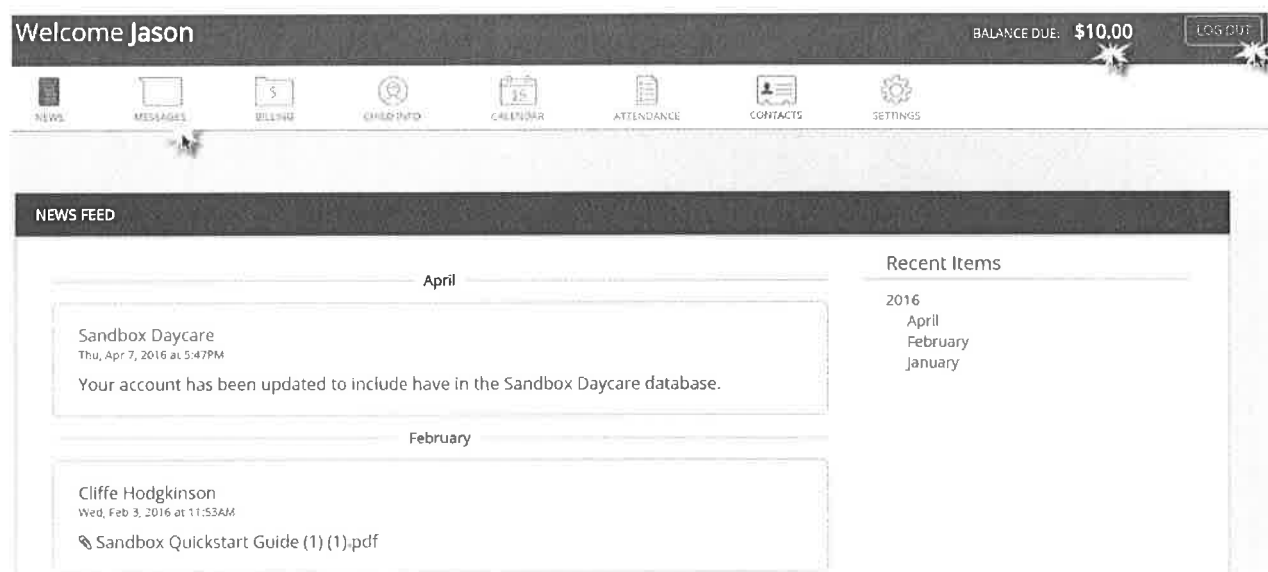 Welcome Jason
BALANCE DUE: $10.00
LOG OUT
NEWS
MESSAGES
$
BILLING
CHILD INFO
15
CALENDAR
ATTENDANCE
CONTACTS
SETTINGS
NEWS FEED
April
Sandbox Daycare
Thu, Apr 7, 2016 at 5:47PM
Your account has been updated to include have in the Sandbox Daycare database.
February
Cliffe Hodgkinson
Wed, Feb 3, 2016 at 11:53AM
Sandbox Quickstart Guide (1) (1).pdf
Recent Items
2016
April
February
January